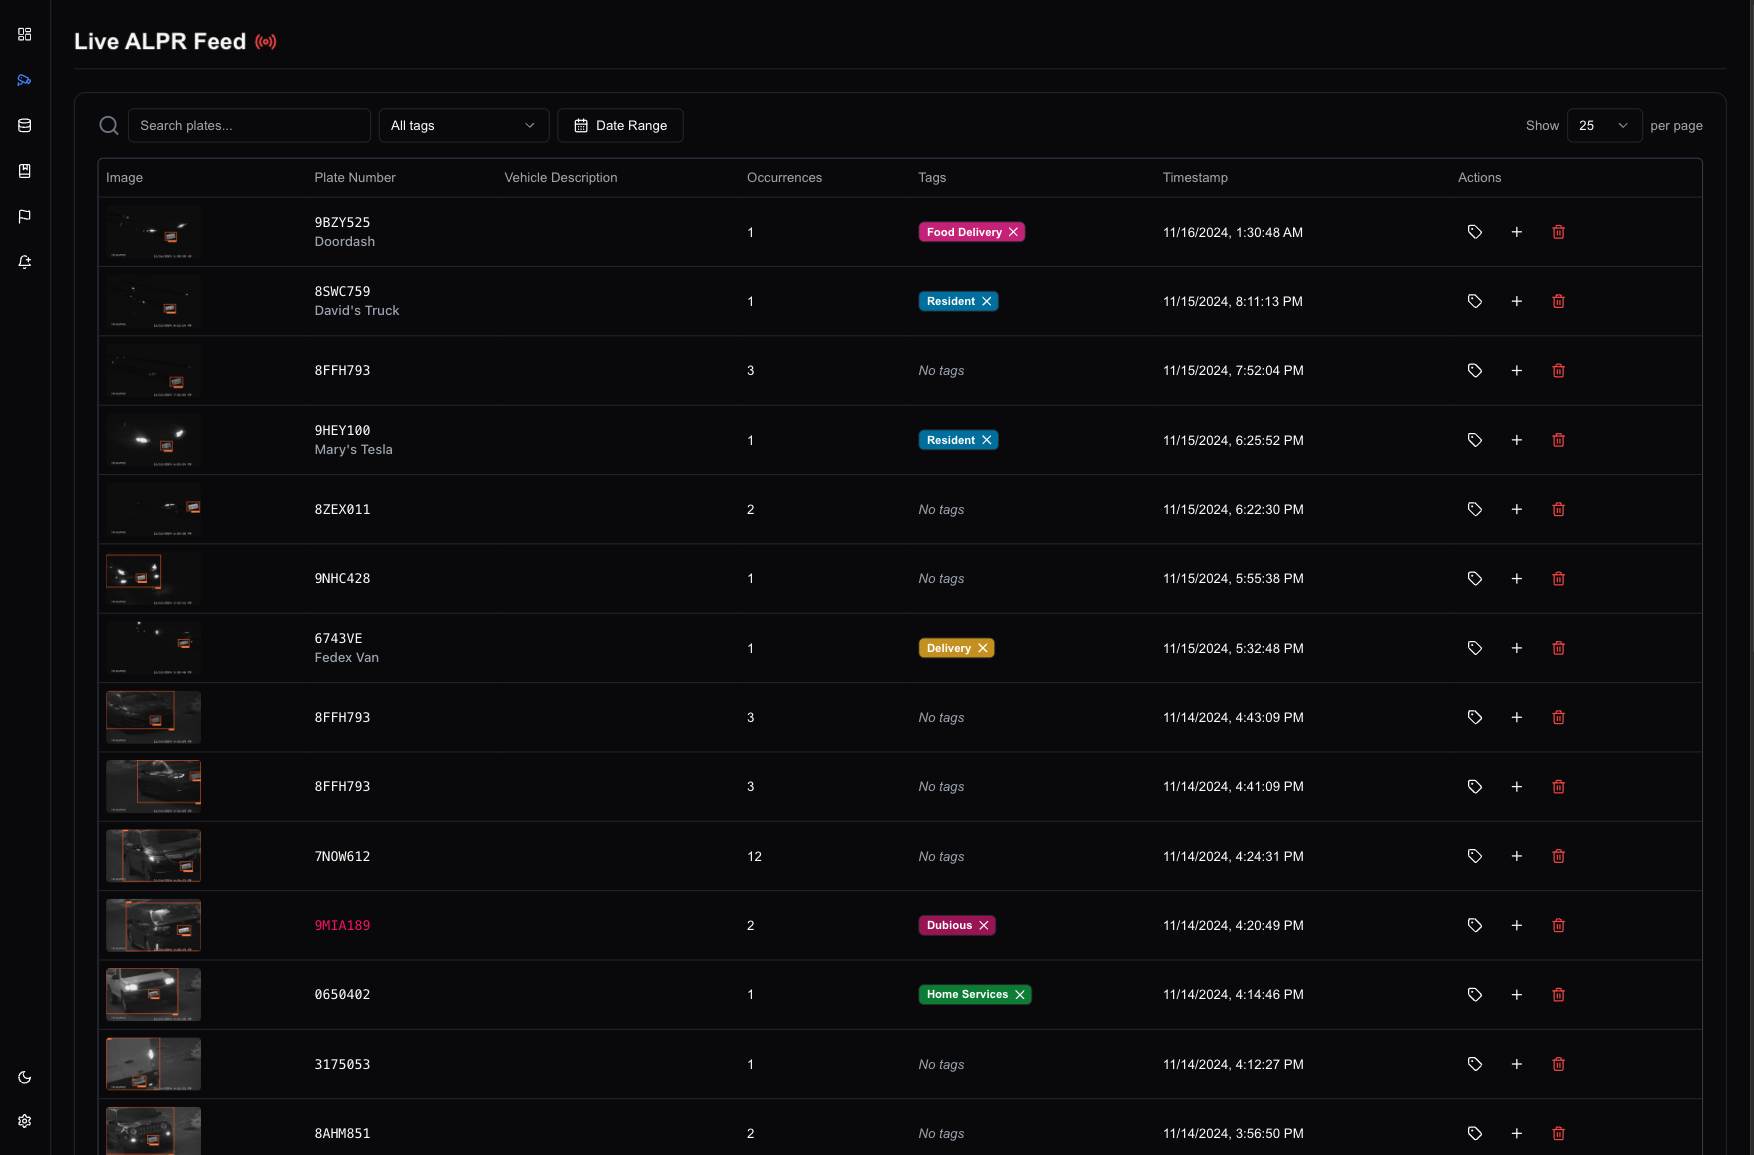 Live ALPR Feed
Search plates... All tags Date Range Show 25 per page
Image Plate Number Vehicle Description Occurrences Tags Timestamp Actions
9BZY525
Doordash
1 Food Delivery 11/16/2024, 1:30:48 AM
8SWC759
David's Truck
1 Resident 11/15/2024, 8:11:13 PM
8FFH793 3 No tags 11/15/2024, 7:52:04 PM
9HEY100
Mary's Tesla
1 Resident 11/15/2024, 6:25:52 PM
8ZEX011 2 No tags 11/15/2024, 6:22:30 PM
9NHC428 1 No tags 11/15/2024, 5:55:38 PM
6743VE
Fedex Van
1 Delivery 11/15/2024, 5:32:48 PM
8FFH793 3 No tags 11/14/2024, 4:43:09 PM
8FFH793 3 No tags 11/14/2024, 4:41:09 PM
7NOW612 12 No tags 11/14/2024, 4:24:31 PM
9MIA189 2 Dubious 11/14/2024, 4:20:49 PM
0650402 1 Home Services 11/14/2024, 4:14:46 PM
3175053 1 No tags 11/14/2024, 4:12:27 PM
8AHM851 2 No tags 11/14/2024, 3:56:50 PM